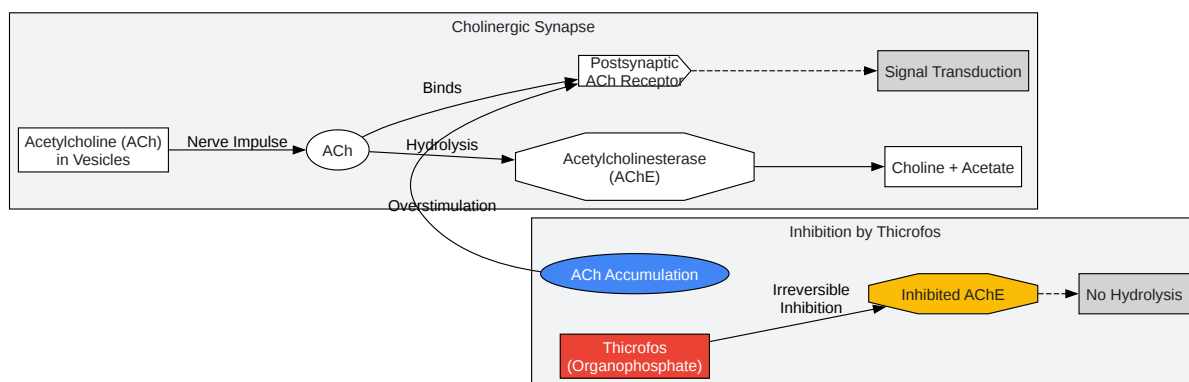 Cholinergic Synapse
Postsynaptic
ACh Receptor
Signal Transduction
Binds
Acetylcholine (ACh)
in Vesicles
Nerve Impulse
ACh
Hydrolysis
Acetylcholinesterase
(AChE)
Choline + Acetate
Overstimulation
Inhibition by Thicrofos
ACh Accumulation
Irreversible
Inhibition
Inhibited AChE
No Hydrolysis
Thicrofos
(Organophosphate)